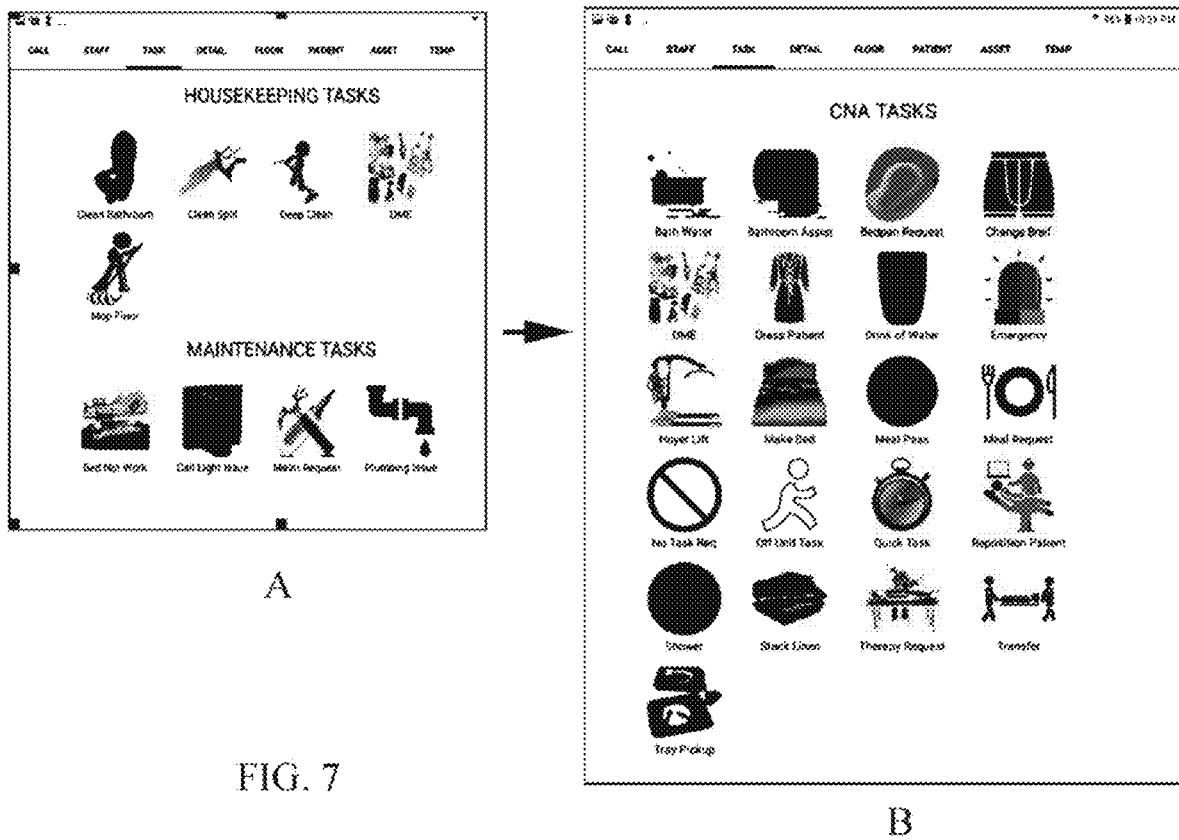 CALL STAFF TASK DETAIL FLOOR PATIENT ASSET TEMP
HOUSEKEEPING TASKS
Clean Bathroom Clean Spill Deep Clean DME
Mop Floor
MAINTENANCE TASKS
Bed Not Work Call Light Issue Maint Request Plumbing Issue
A
FIG. 7
CALL STAFF TASK DETAIL FLOOR PATIENT ASSET TEMP
CNA TASKS
Bath Water Bathroom Assist Bedpan Request Change Brief
DME Dress Patient Drink of Water Emergency
Hoyer Lift Make Bed Meal Pass Meal Request
No Task Req Off Unit Task Quick Task Reposition Patient
Shower Stock Linen Therapy Request Transfer
Tray Pickup
B